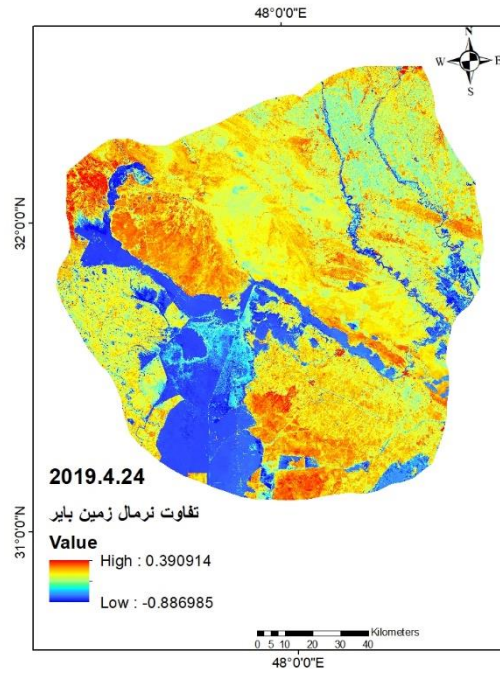 48°0'0"E
N
W E
S
32°0'0"N
31°0'0"N
2019.4.24
تفاوت نرمال زمین بایر
Value
High : 0.390914
Low : -0.886985
Kilometers
0 5 10 20 30 40
48°0'0"E